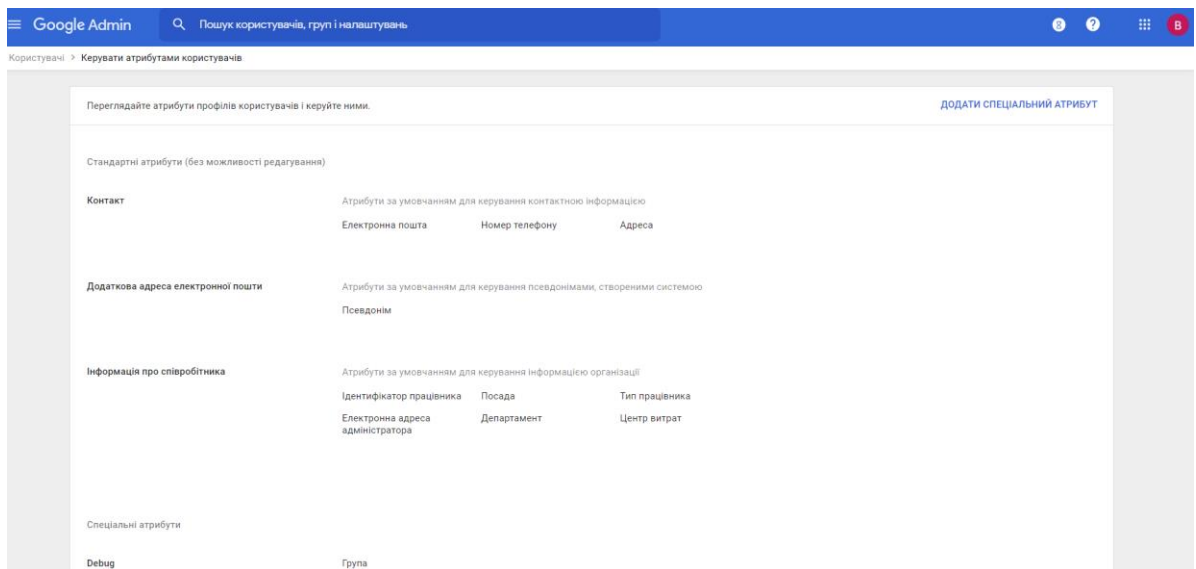 Google Admin
Пошук користувачів, груп і налаштувань
8
?
B
Користувачі > Керувати атрибутами користувачів
Переглядайте атрибути профілів користувачів і керуйте ними.
ДОДАТИ СПЕЦІАЛЬНИЙ АТРИБУТ
Стандартні атрибути (без можливості редагування)
Контакт
Атрибути за умовчанням для керування контактною інформацією
Електронна пошта Номер телефону Адреса
Додаткова адреса електронної пошти
Атрибути за умовчанням для керування псевдонімами, створеними системою
Псевдонім
Інформація про співробітника
Атрибути за умовчанням для керування інформацією організації
Ідентифікатор працівника Посада Тип працівника
Електронна адреса адміністратора Департамент Центр витрат
Спеціальні атрибути
Debug Група